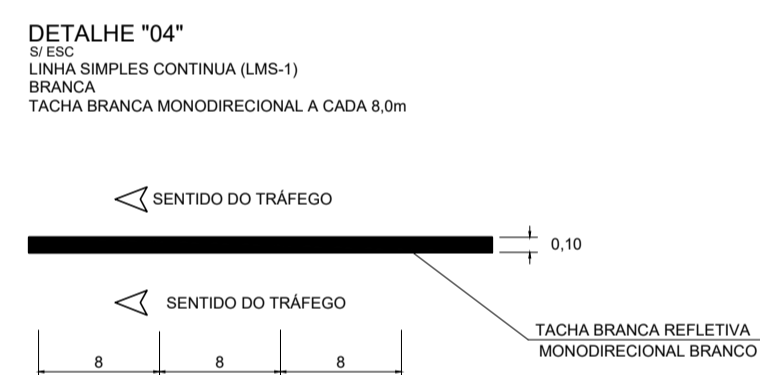 DETALHE "04"
S/ ESC
LINHA SIMPLES CONTINUA (LMS-1)
BRANCA
TACHA BRANCA MONODIRECIONAL A CADA 8,0m
SENTIDO DO TRÁFEGO
0,10
SENTIDO DO TRÁFEGO
TACHA BRANCA REFLETIVA
MONODIRECIONAL BRANCO
8 8 8